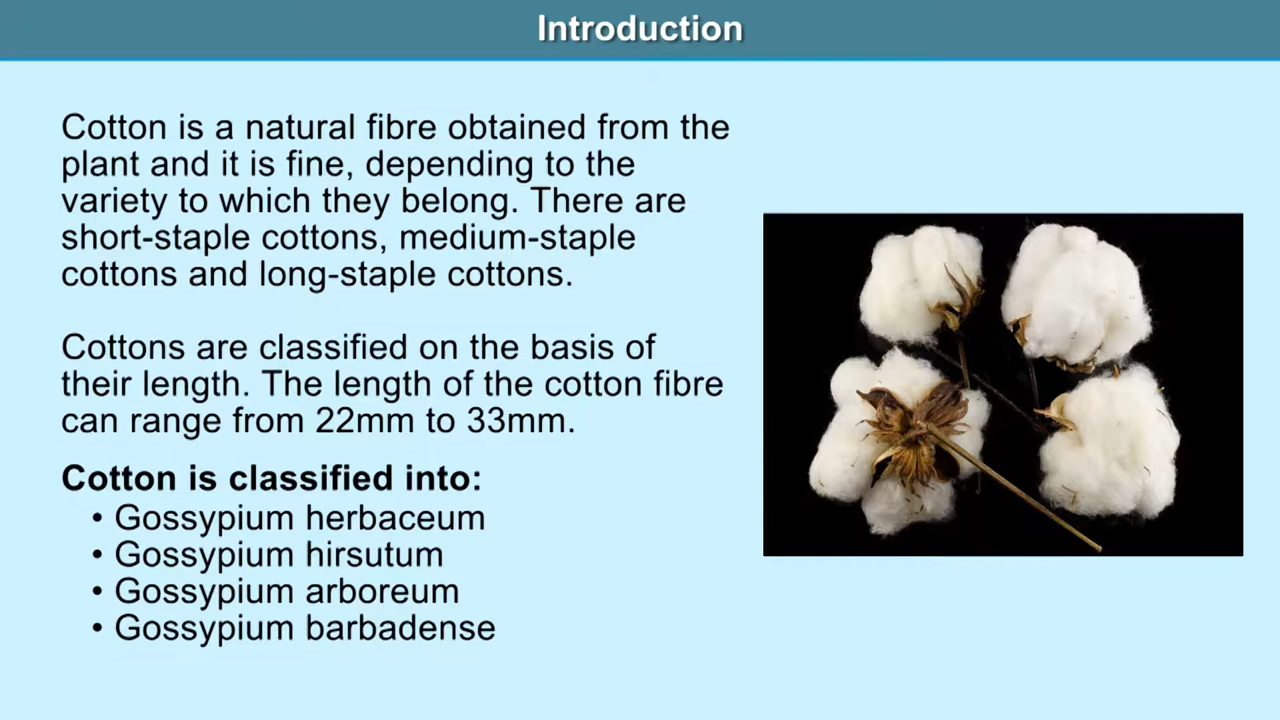 Introduction
Cotton is a natural fibre obtained from the
plant and it is fine, depending to the
variety to which they belong. There are
short-staple cottons, medium-staple
cottons and long-staple cottons.
Cottons are classified on the basis of
their length. The length of the cotton fibre
can range from 22mm to 33mm.
Cotton is classified into:
• Gossypium herbaceum
• Gossypium hirsutum
• Gossypium arboreum
• Gossypium barbadense